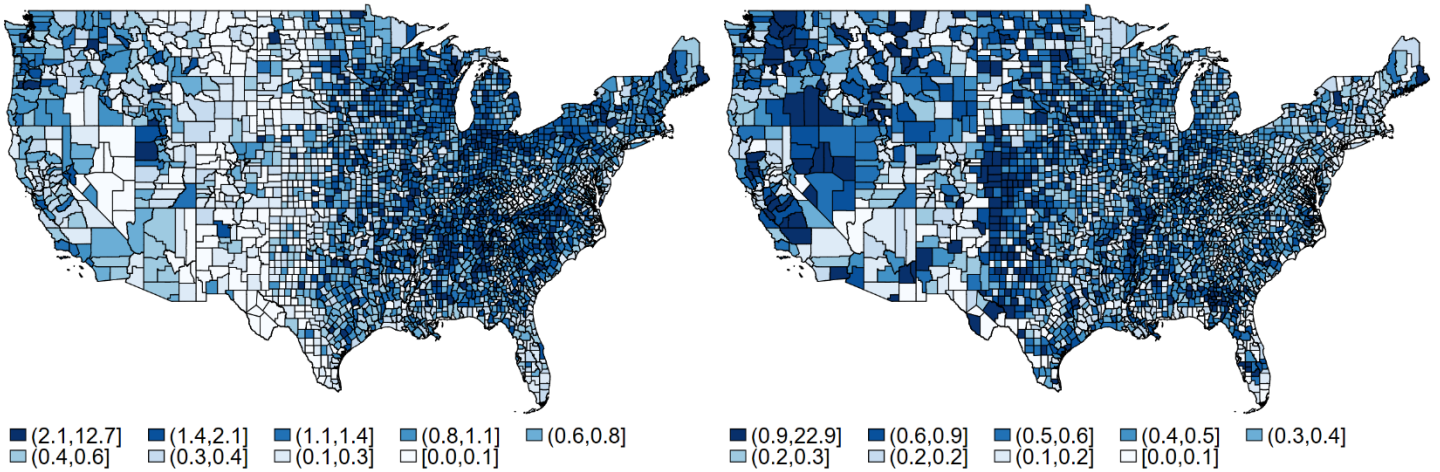 (2.1,12.7] (1.4,2.1] (1.1,1.4] (0.8,1.1] (0.6,0.8]
(0.4,0.6] (0.3,0.4] (0.1,0.3] [0.0,0.1]
(0.9,22.9] (0.6,0.9] (0.5,0.6] (0.4,0.5] (0.3,0.4]
(0.2,0.3] (0.2,0.2] (0.1,0.2] [0.0,0.1]